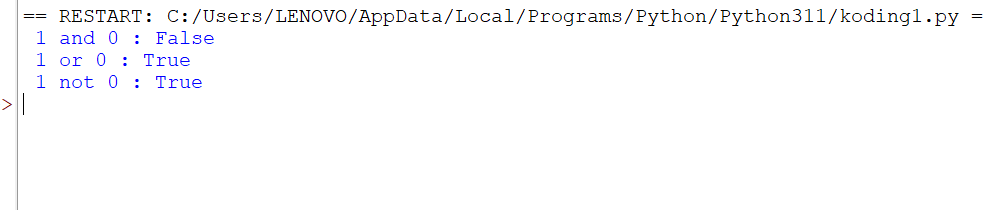 == RESTART: C:/Users/LENOVO/AppData/Local/Programs/Python/Python311/koding1.py =
1 and 0 : False
1 or 0 : True
1 not 0 : True
>